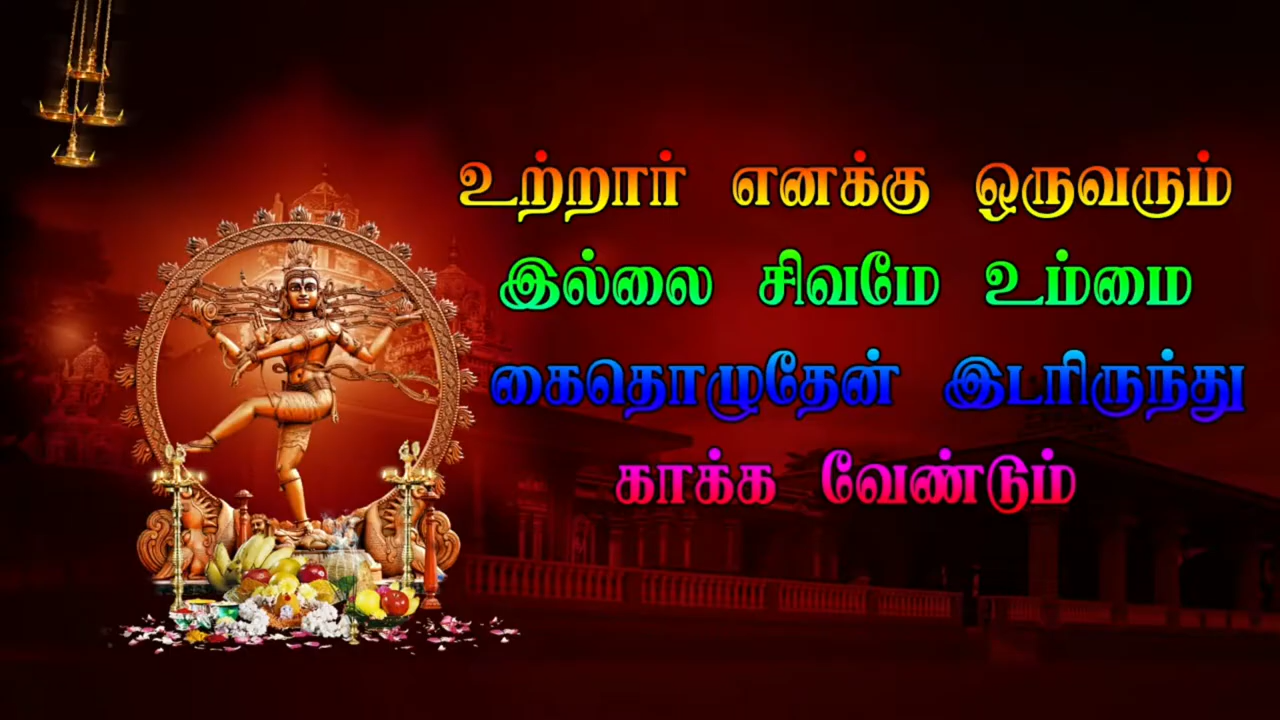 உற்றார் எனக்கு ஒருவரும்
இல்லை சிவமே உம்மை
கைதொழுதேன் இடரிருந்து
காக்க வேண்டும்